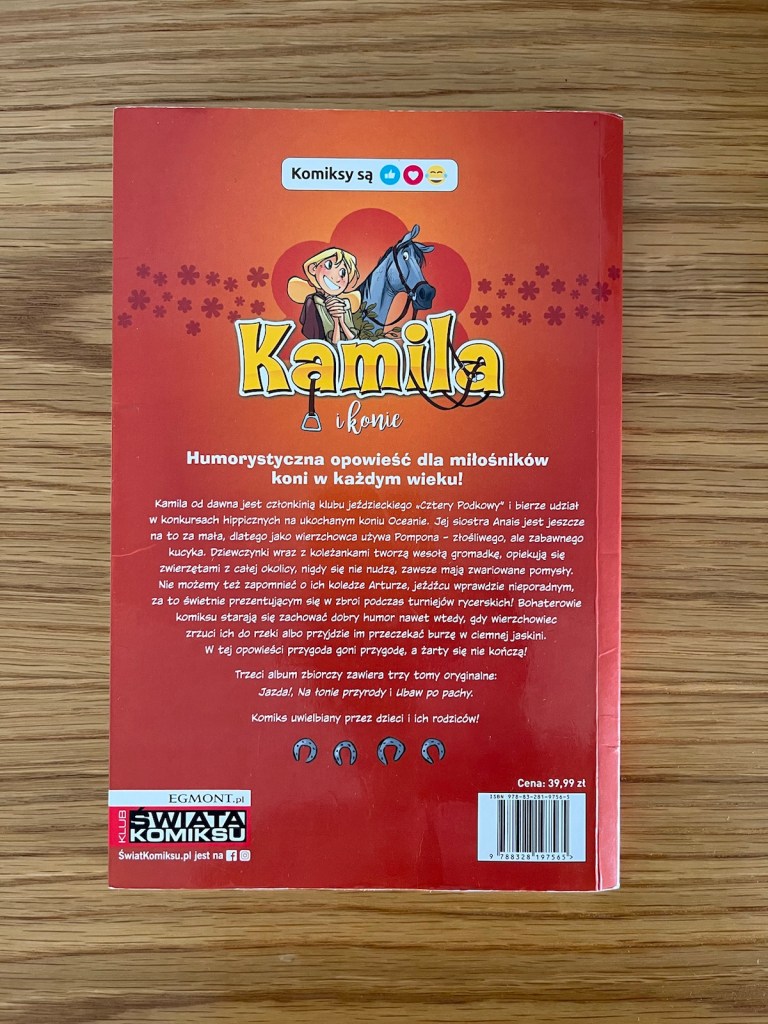 Komiksy są
Kamila
i konie
Humorystyczna opowieść dla miłośników
koni w każdym wieku!
Kamila od dawna jest członkinią klubu jeździeckiego „Cztery Podkowy” i bierze udział
w konkursach hippicznych na ukochanym koniu Oceanie. Jej siostra Anais jest jeszcze
na to za mała, dlatego jako wierzchowca używa Pompona – złośliwego, ale zabawnego
kucyka. Dziewczynki wraz z koleżankami tworzą wesołą gromadkę, opiekują się
zwierzętami z całej okolicy, nigdy się nie nudzą, zawsze mają zwariowane pomysły.
Nie możemy też zapomnieć o ich koledze Arturze, jeźdźcu wprawdzie nieporadnym,
za to świetnie prezentującym się w zbroi podczas turniejów rycerskich! Bohaterowie
komiksu starają się zachować dobry humor nawet wtedy, gdy wierzchowiec
zrzuci ich do rzeki albo przyjdzie im przeczekać burzę w ciemnej jaskini.
W tej opowieści przygoda goni przygodę, a żarty się nie kończą!
Trzeci album zbiorczy zawiera trzy tomy oryginalne:
Jazda!, Na łonie przyrody i Ubaw po pachy.
Komiks uwielbiany przez dzieci i ich rodziców!
Cena: 39,99 zł
ISBN 978-83-281-9756-5
9 788328 197565 >
EGMONT.pl
KLUB
ŚWIATA
KOMIKSU
ŚwiatKomiksu.pl jest na